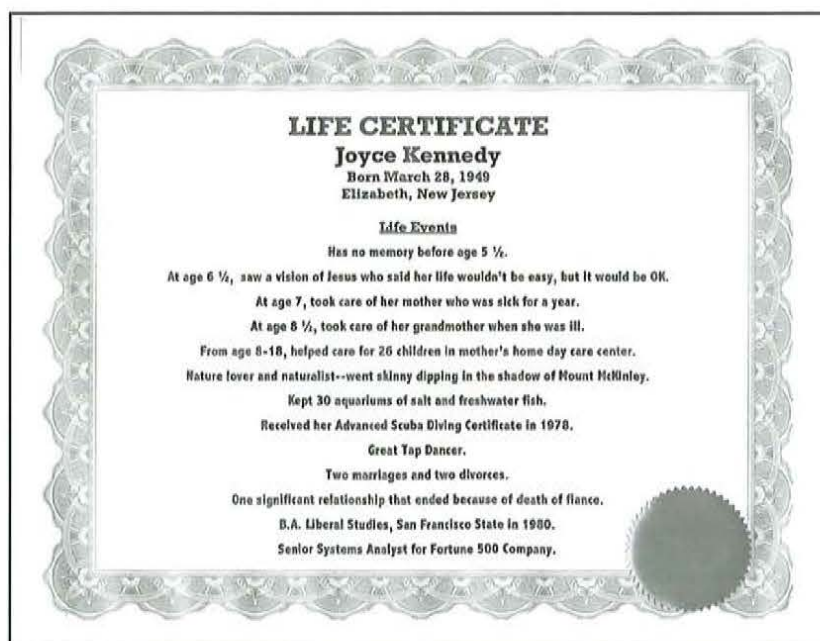 LIFE CERTIFICATE
Joyce Kennedy
Born March 28, 1949
Elizabeth, New Jersey
Life Events
Has no memory before age 5 ½.
At age 6 ½, saw a vision of Jesus who said her life wouldn't be easy, but it would be OK.
At age 7, took care of her mother who was sick for a year.
At age 8 ½, took care of her grandmother when she was ill.
From age 8-18, helped care for 26 children in mother's home day care center.
Nature lover and naturalist--went skinny dipping in the shadow of Mount McKinley.
Kept 30 aquariums of salt and freshwater fish.
Received her Advanced Scuba Diving Certificate in 1978.
Great Tap Dancer.
Two marriages and two divorces.
One significant relationship that ended because of death of fiance.
B.A. Liberal Studies, San Francisco State in 1980.
Senior Systems Analyst for Fortune 500 Company.